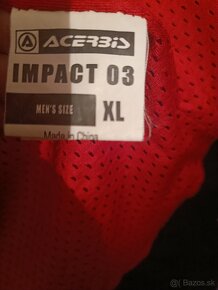 ACERBIS
IMPACT 03
MEN'S SIZE XL
Made in China
© Bazos.sk